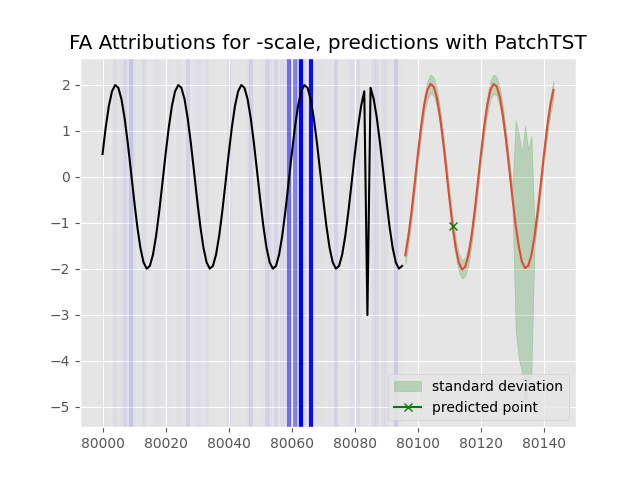 FA Attributions for -scale, predictions with PatchTST
2
1
0
−1
−2
−3
−4
−5
standard deviation
predicted point
80000 80020 80040 80060 80080 80100 80120 80140